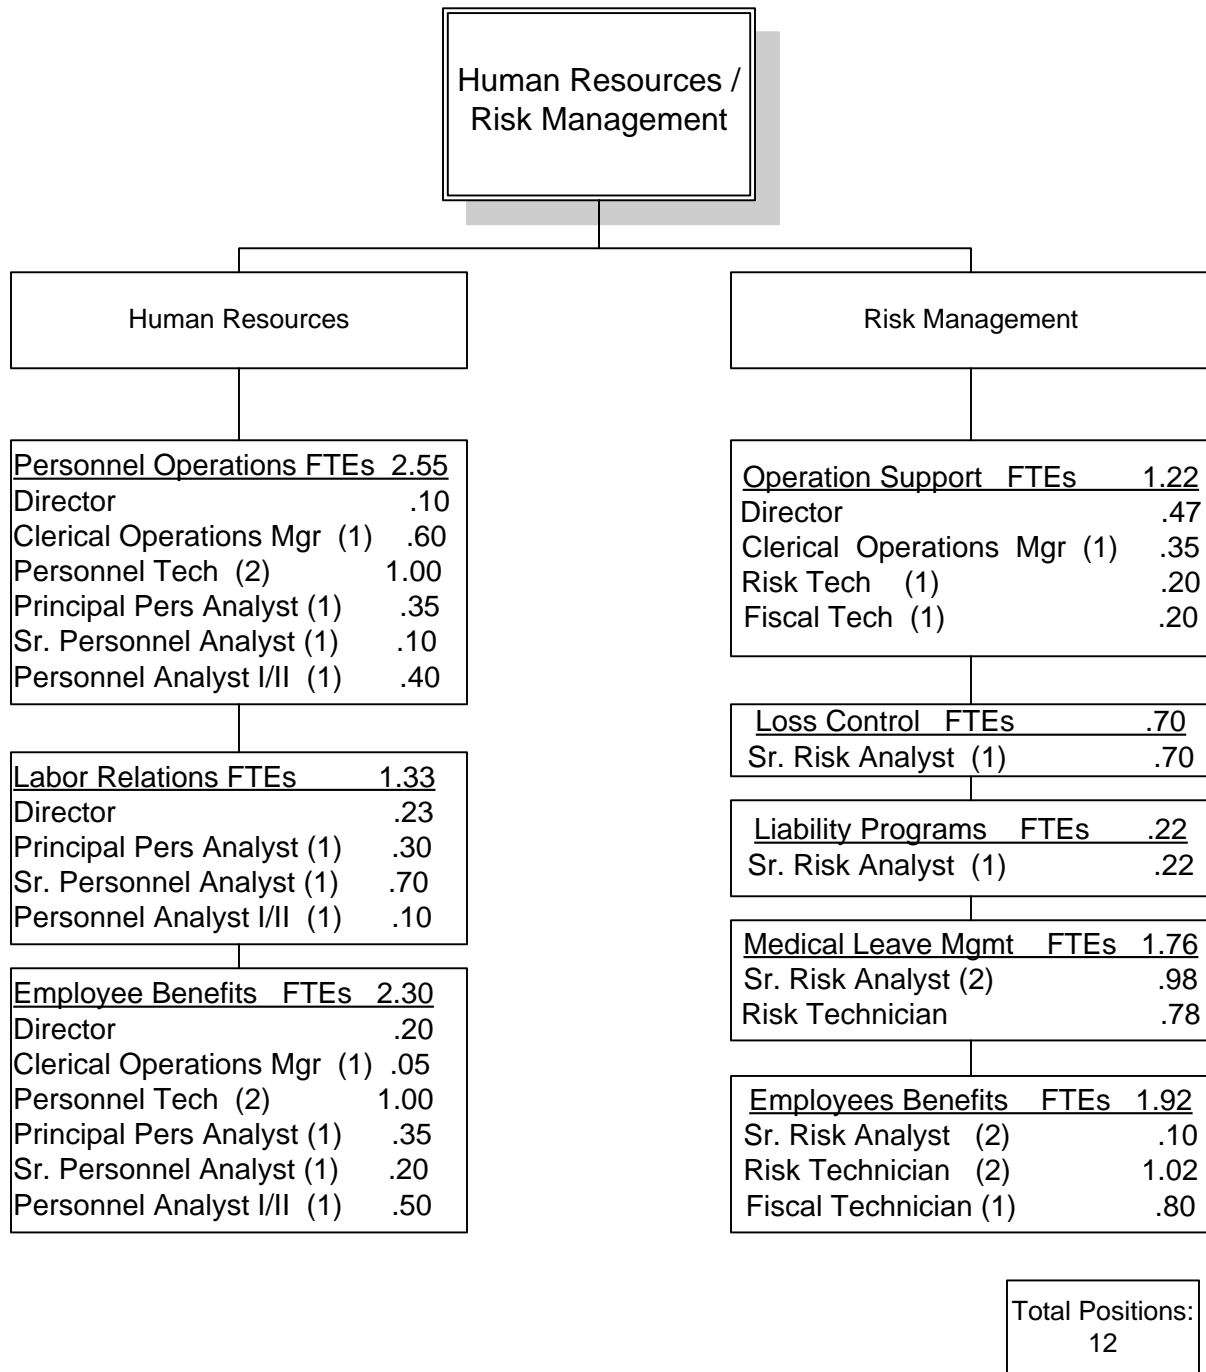 Human Resources /
Risk Management
Human Resources
Personnel Operations FTEs 2.55
Director .10
Clerical Operations Mgr (1) .60
Personnel Tech (2) 1.00
Principal Pers Analyst (1) .35
Sr. Personnel Analyst (1) .10
Personnel Analyst I/II (1) .40
Labor Relations FTEs 1.33
Director .23
Principal Pers Analyst (1) .30
Sr. Personnel Analyst (1) .70
Personnel Analyst I/II (1) .10
Employee Benefits FTEs 2.30
Director .20
Clerical Operations Mgr (1) .05
Personnel Tech (2) 1.00
Principal Pers Analyst (1) .35
Sr. Personnel Analyst (1) .20
Personnel Analyst I/II (1) .50
Risk Management
Operation Support FTEs 1.22
Director .47
Clerical Operations Mgr (1) .35
Risk Tech (1) .20
Fiscal Tech (1) .20
Loss Control FTEs .70
Sr. Risk Analyst (1) .70
Liability Programs FTEs .22
Sr. Risk Analyst (1) .22
Medical Leave Mgmt FTEs 1.76
Sr. Risk Analyst (2) .98
Risk Technician .78
Employees Benefits FTEs 1.92
Sr. Risk Analyst (2) .10
Risk Technician (2) 1.02
Fiscal Technician (1) .80
Total Positions:
12